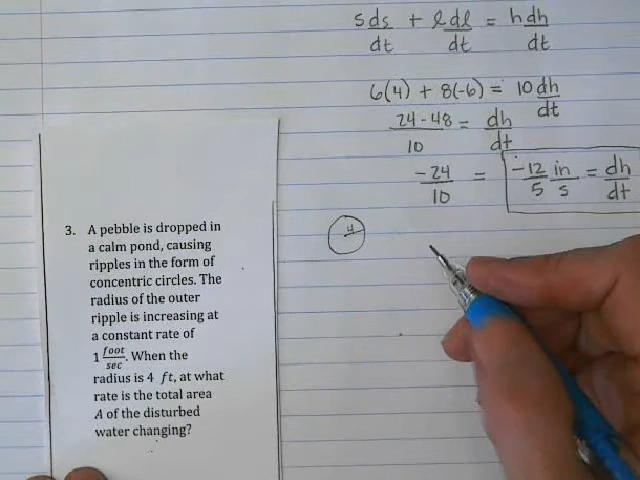 s ds/dt + l dl/dt = h dh/dt
6(4) + 8(-6) = 10 dh/dt
24-48/10 = dh/dt
-24/10 = -12/5 in/s = dh/dt
4
3. A pebble is dropped in
a calm pond, causing
ripples in the form of
concentric circles. The
radius of the outer
ripple is increasing at
a constant rate of
1 foot/sec. When the
radius is 4 ft, at what
rate is the total area
A of the disturbed
water changing?